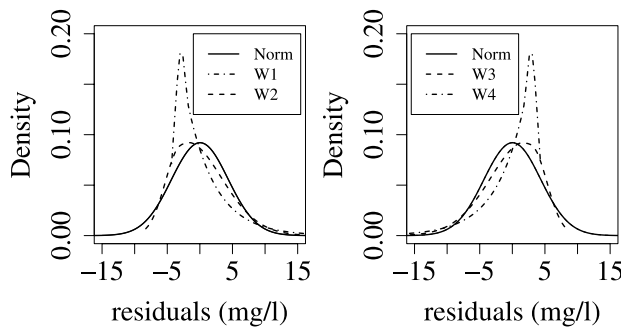 Density
0.00
0.10
0.20
Norm
W1
W2
−15
−5
5
15
residuals (mg/l)
Density
0.00
0.10
0.20
Norm
W3
W4
−15
−5
5
15
residuals (mg/l)